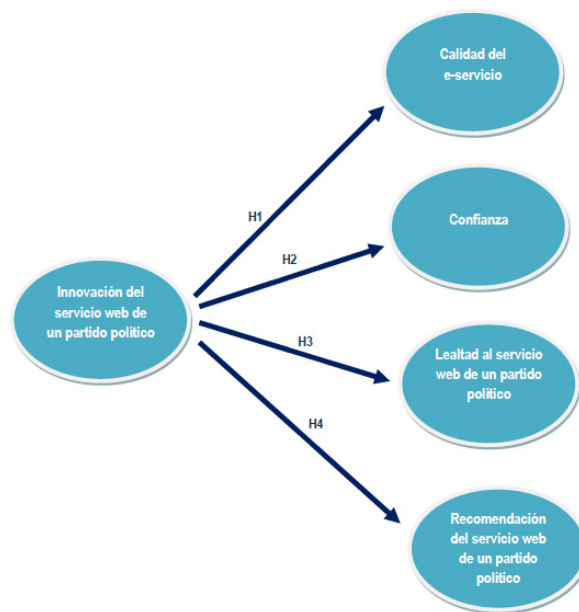 Calidad del
e-servicio
H1
Confianza
H2
Innovación del
servicio web de
un partido político
H3
Lealtad al servicio
web de un partido
político
H4
Recomendación
del servicio web
de un partido
político